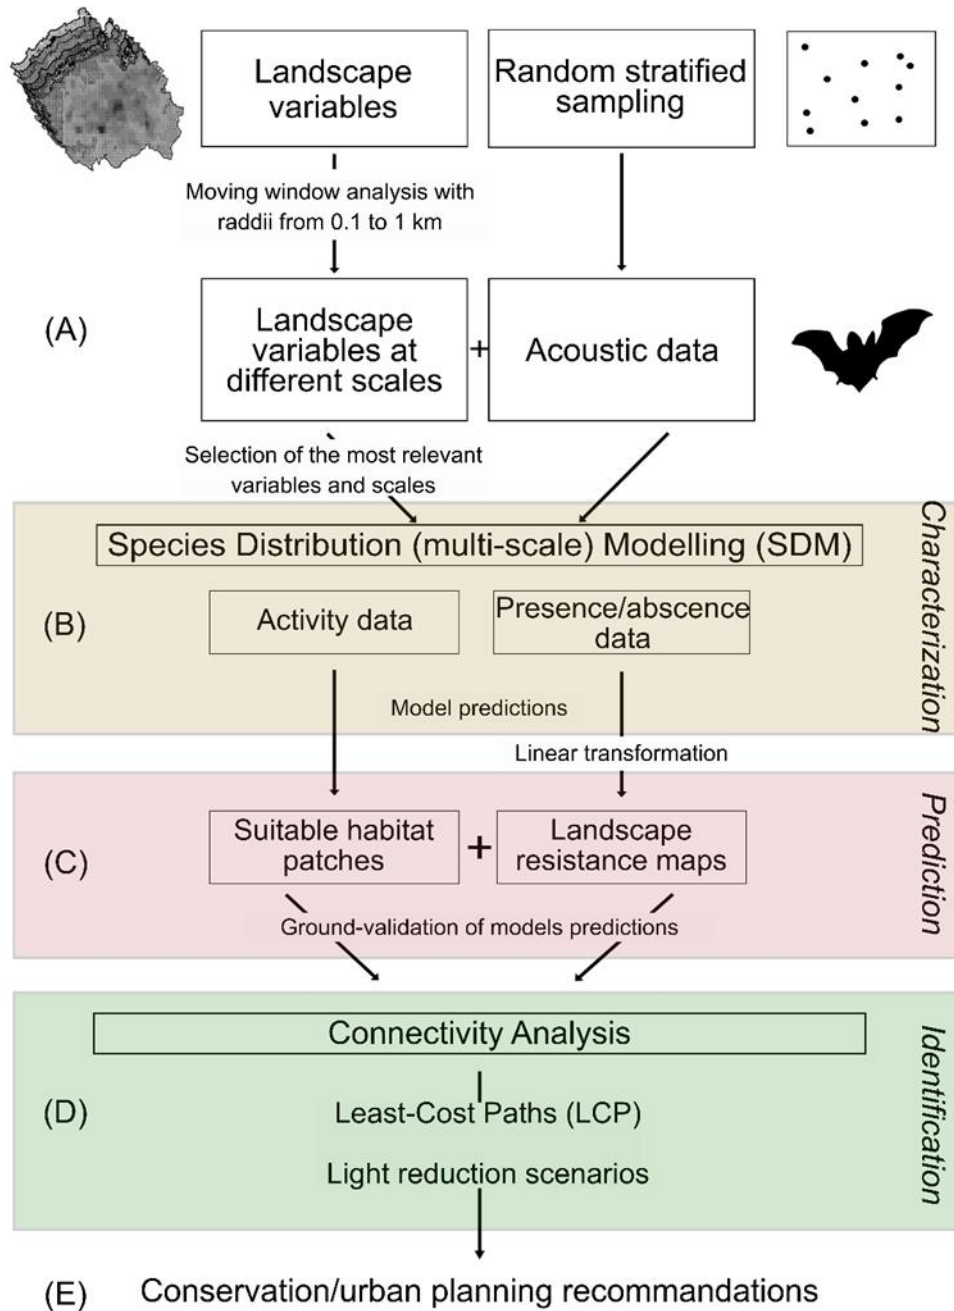 Landscape
variables
Random stratified
sampling
Moving window analysis with
raddii from 0.1 to 1 km
(A)
Landscape
variables at
different scales
+
Acoustic data
Selection of the most relevant
variables and scales
Characterization
Species Distribution (multi-scale) Modelling (SDM)
(B)
Activity data
Presence/abscence
data
Model predictions
Linear transformation
Prediction
(C)
Suitable habitat
patches
+
Landscape
resistance maps
Ground-validation of models predictions
Identification
Connectivity Analysis
(D)
Least-Cost Paths (LCP)
Light reduction scenarios
(E) Conservation/urban planning recommandations